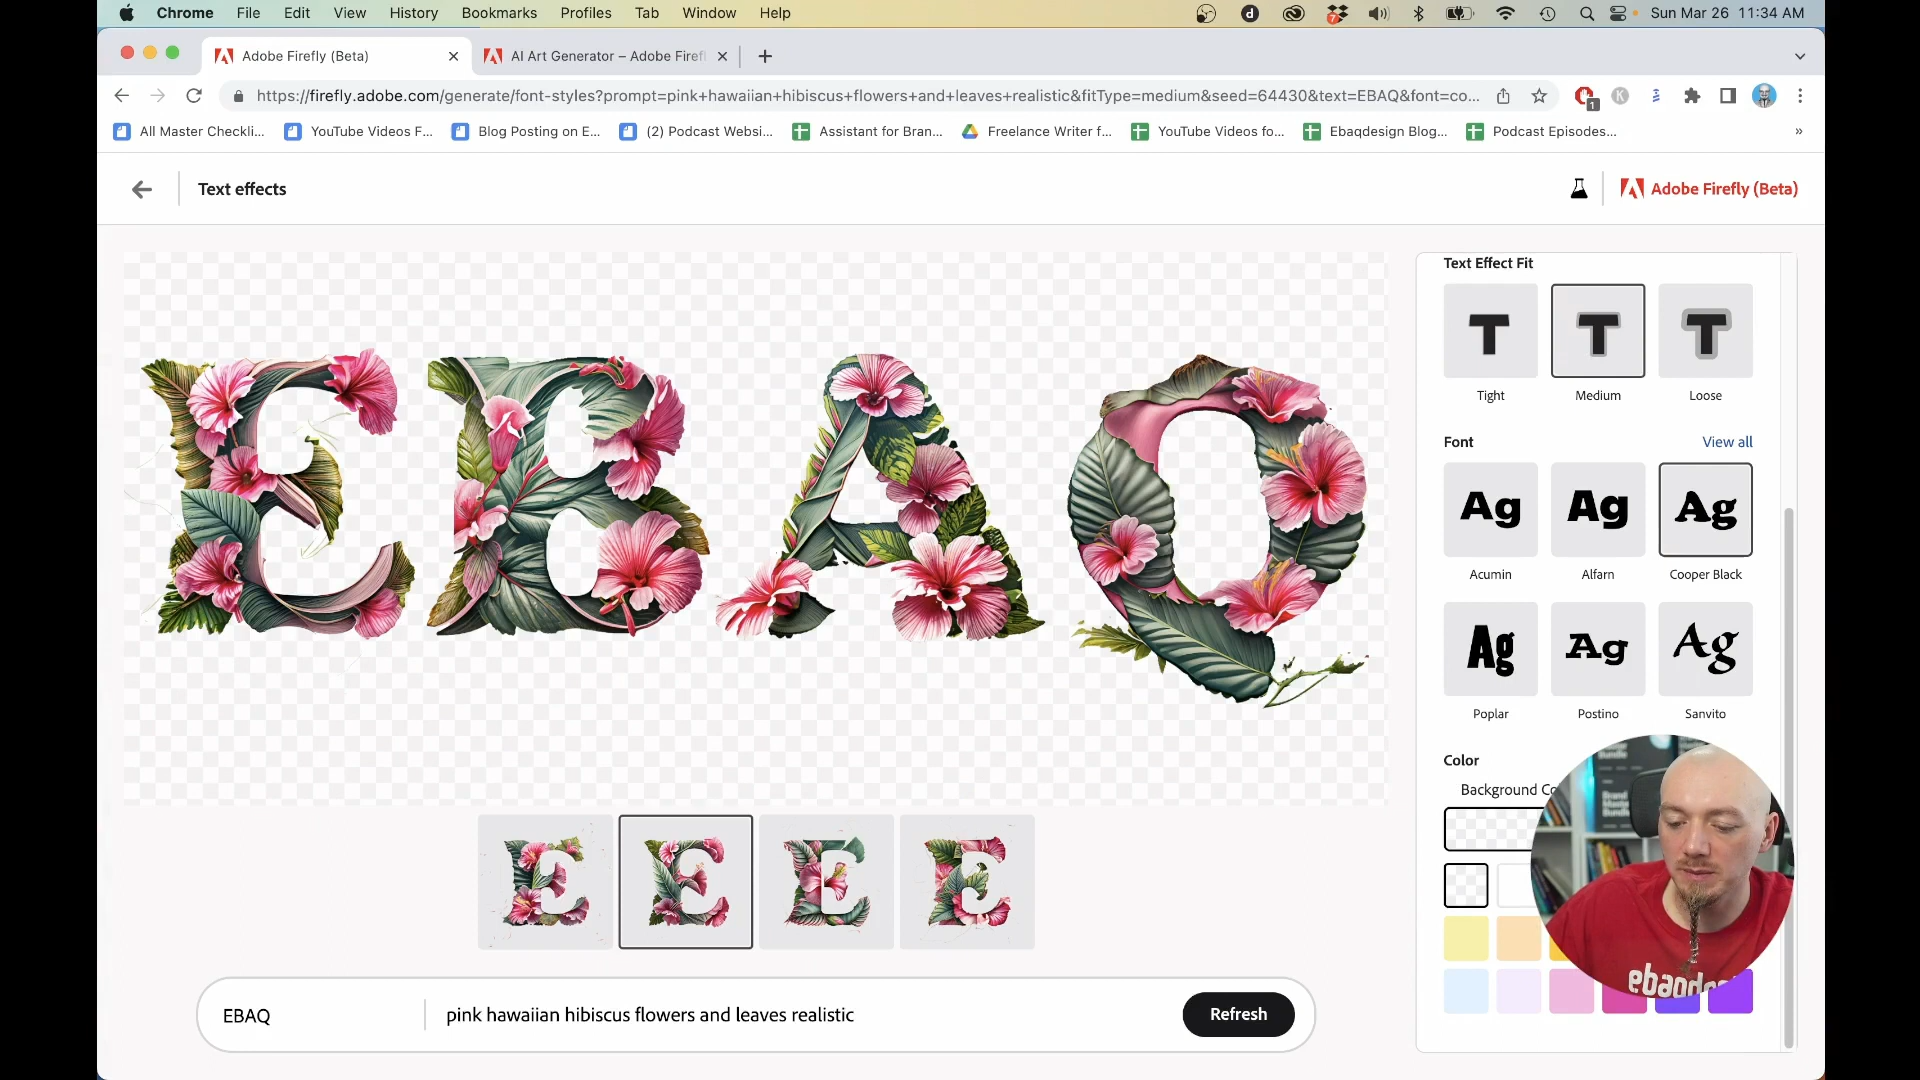 Chrome File Edit View History Bookmarks Profiles Tab Window Help
7
Sun Mar 26 11:34 AM
Adobe Firefly (Beta)
AI Art Generator – Adobe Firef
https://firefly.adobe.com/generate/font-styles?prompt=pink+hawaiian+hibiscus+flowers+and+leaves+realistic&fitType=medium&seed=64430&text=EBAQ&font=co...
1
All Master Checkli... YouTube Videos F... Blog Posting on E... (2) Podcast Websi... Assistant for Bran... Freelance Writer f... YouTube Videos fo... Ebaqdesign Blog... Podcast Episodes... »
Text effects
Adobe Firefly (Beta)
Text Effect Fit
T T T
Tight Medium Loose
Font View all
Ag Ag Ag
Acumin Alfarn Cooper Black
Ag Ag Ag
Poplar Postino Sanvito
EBAQ
Color
Background Co
E E E E
EBAQ
pink hawaiian hibiscus flowers and leaves realistic
Refresh